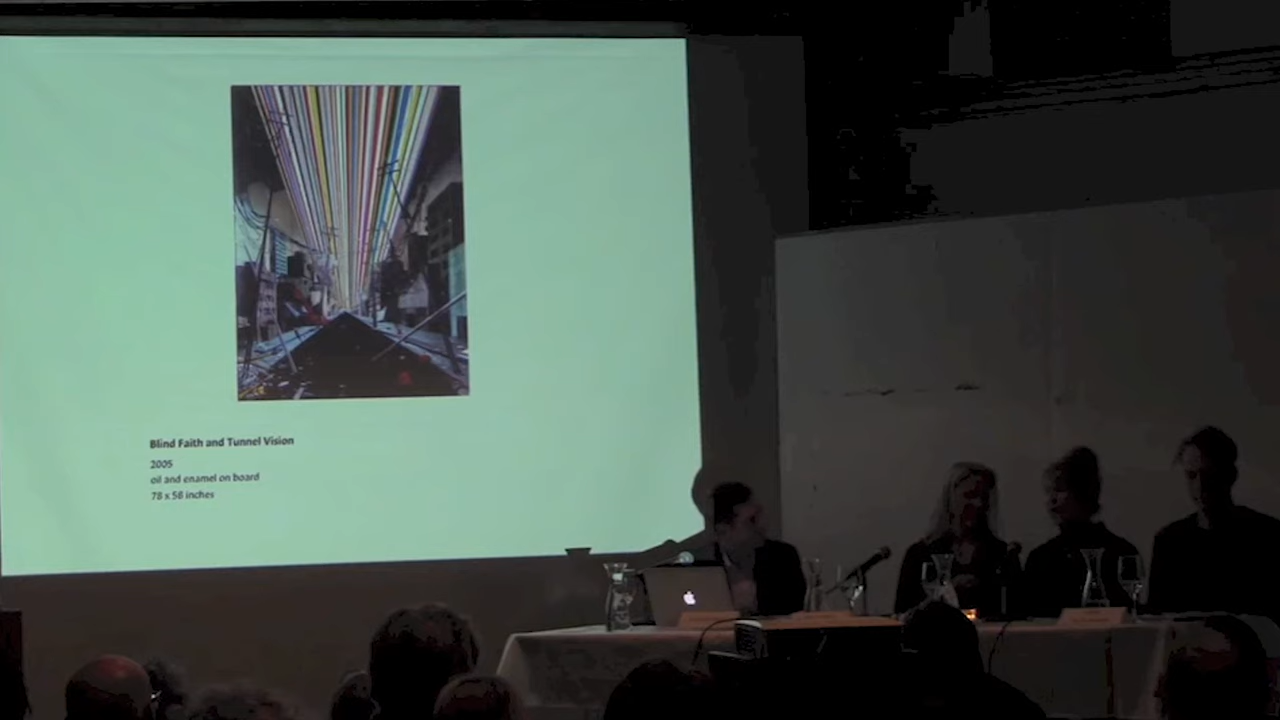 Blind Faith and Tunnel Vision
2005
oil and enamel on board
78 x 58 inches